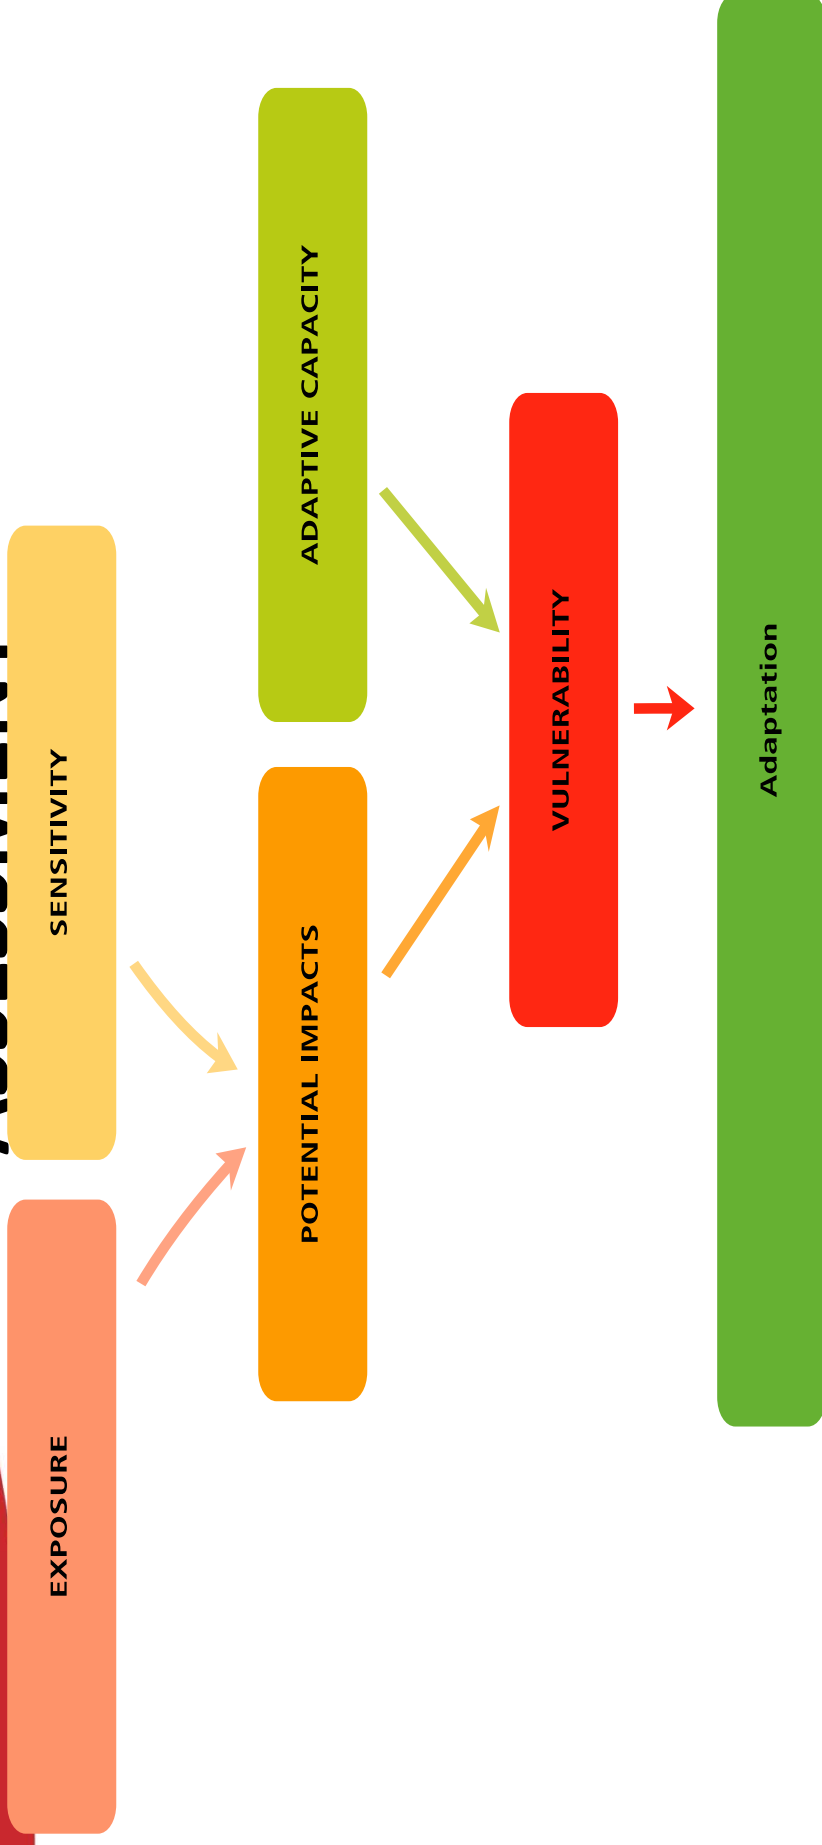 EXPOSURE
SENSITIVITY
POTENTIAL IMPACTS
ADAPTIVE CAPACITY
VULNERABILITY
Adaptation